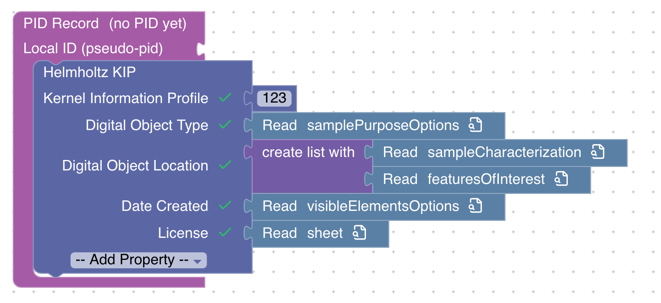 PID Record (no PID yet)
Local ID (pseudo-pid)
Helmholtz KIP
Kernel Information Profile 123
Digital Object Type Read samplePurposeOptions
Digital Object Location create list with Read sampleCharacterization
Read featuresOfInterest
Date Created Read visibleElementsOptions
License Read sheet
-- Add Property --